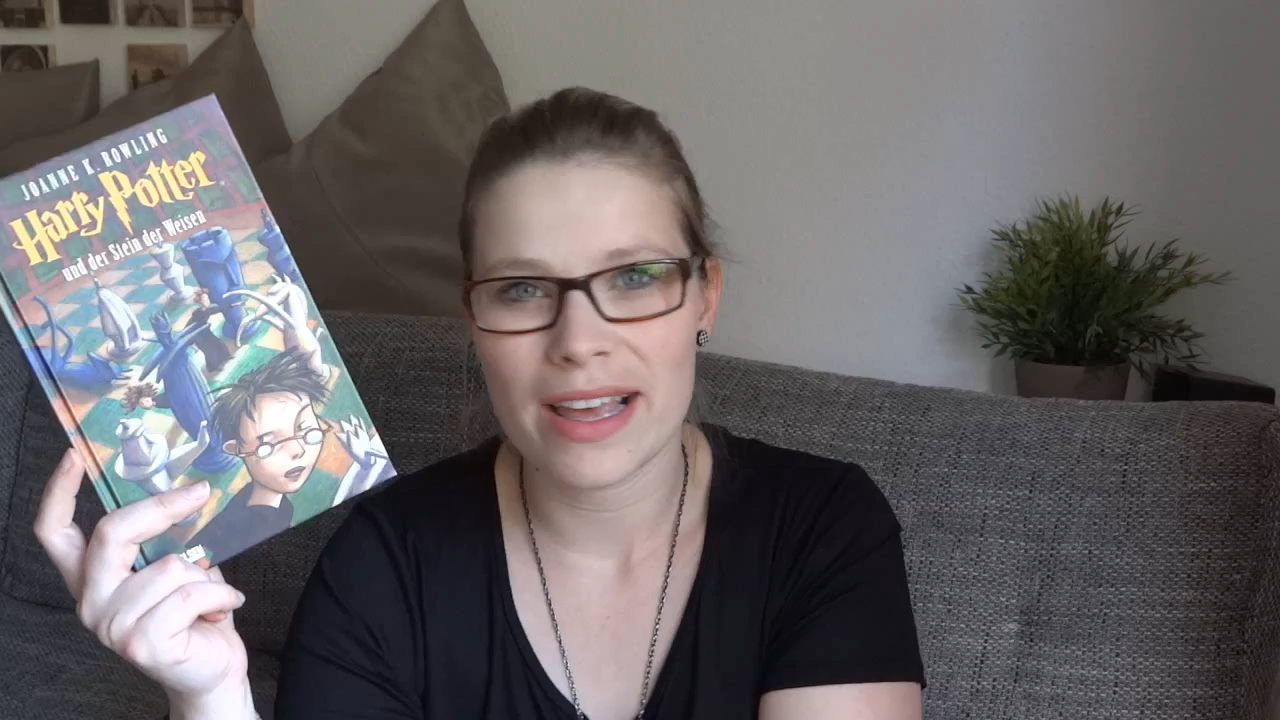 JOANNE K. ROWLING
Harry Potter
und der Stein der Weisen